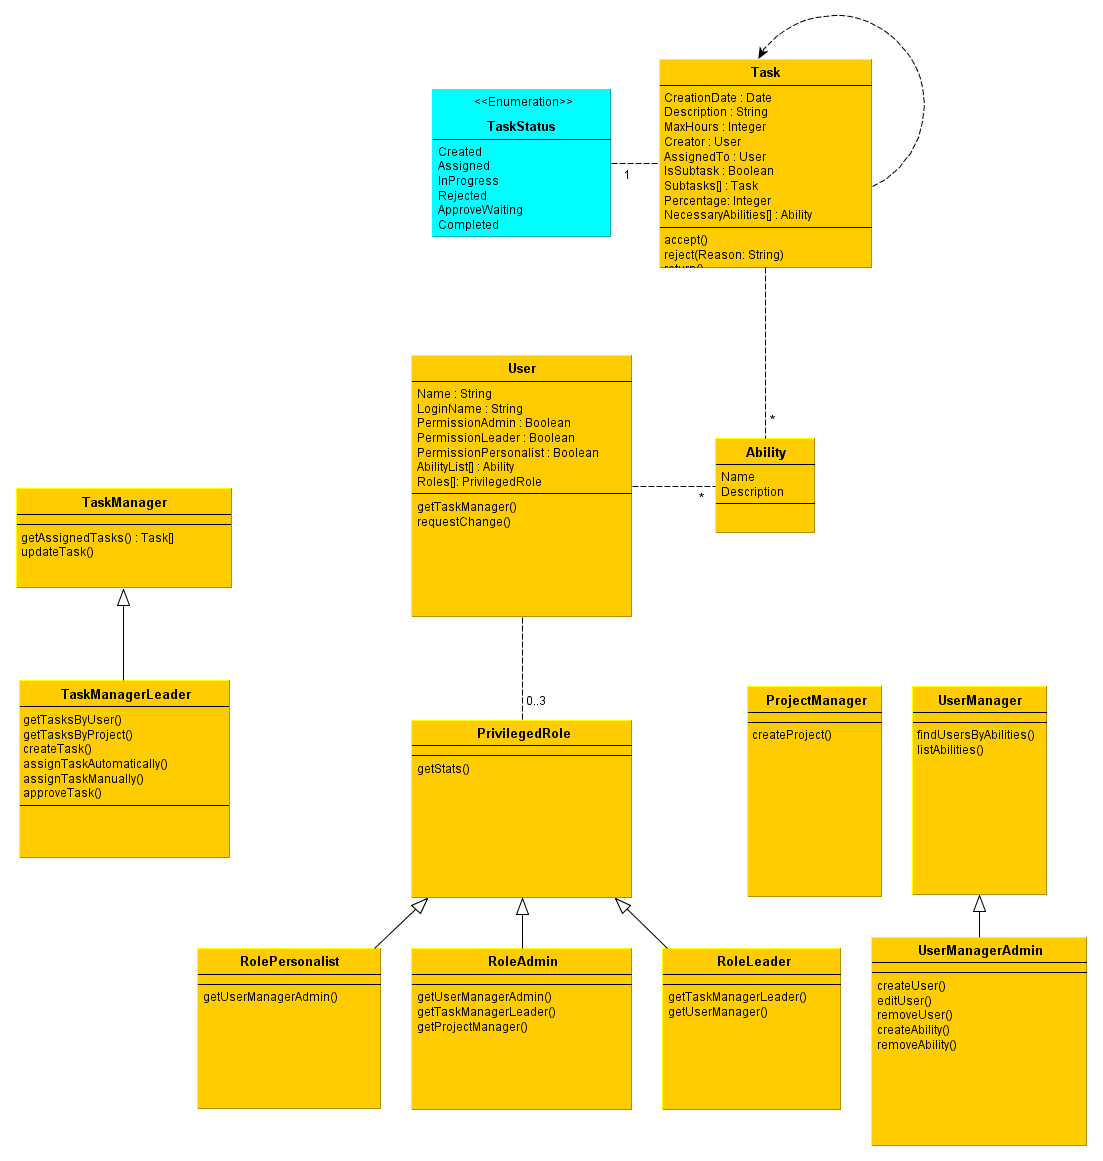 Task
CreationDate : Date
Description : String
MaxHours : Integer
Creator : User
AssignedTo : User
IsSubtask : Boolean
Subtasks[] : Task
Percentage: Integer
NecessaryAbilities[] : Ability
accept()
reject(Reason: String)
return()
<<Enumeration>>
TaskStatus
Created
Assigned
InProgress
Rejected
ApproveWaiting
Completed
1
User
Name : String
LoginName : String
PermissionAdmin : Boolean
PermissionLeader : Boolean
PermissionPersonalist : Boolean
AbilityList[] : Ability
Roles[]: PrivilegedRole
getTaskManager()
requestChange()
*
Ability
Name
Description
*
TaskManager
getAssignedTasks() : Task[]
updateTask()
TaskManagerLeader
getTasksByUser()
getTasksByProject()
createTask()
assignTaskAutomatically()
assignTaskManually()
approveTask()
0..3
PrivilegedRole
getStats()
ProjectManager
createProject()
UserManager
findUsersByAbilities()
listAbilities()
RolePersonalist
getUserManagerAdmin()
RoleAdmin
getUserManagerAdmin()
getTaskManagerLeader()
getProjectManager()
RoleLeader
getTaskManagerLeader()
getUserManager()
UserManagerAdmin
createUser()
editUser()
removeUser()
createAbility()
removeAbility()